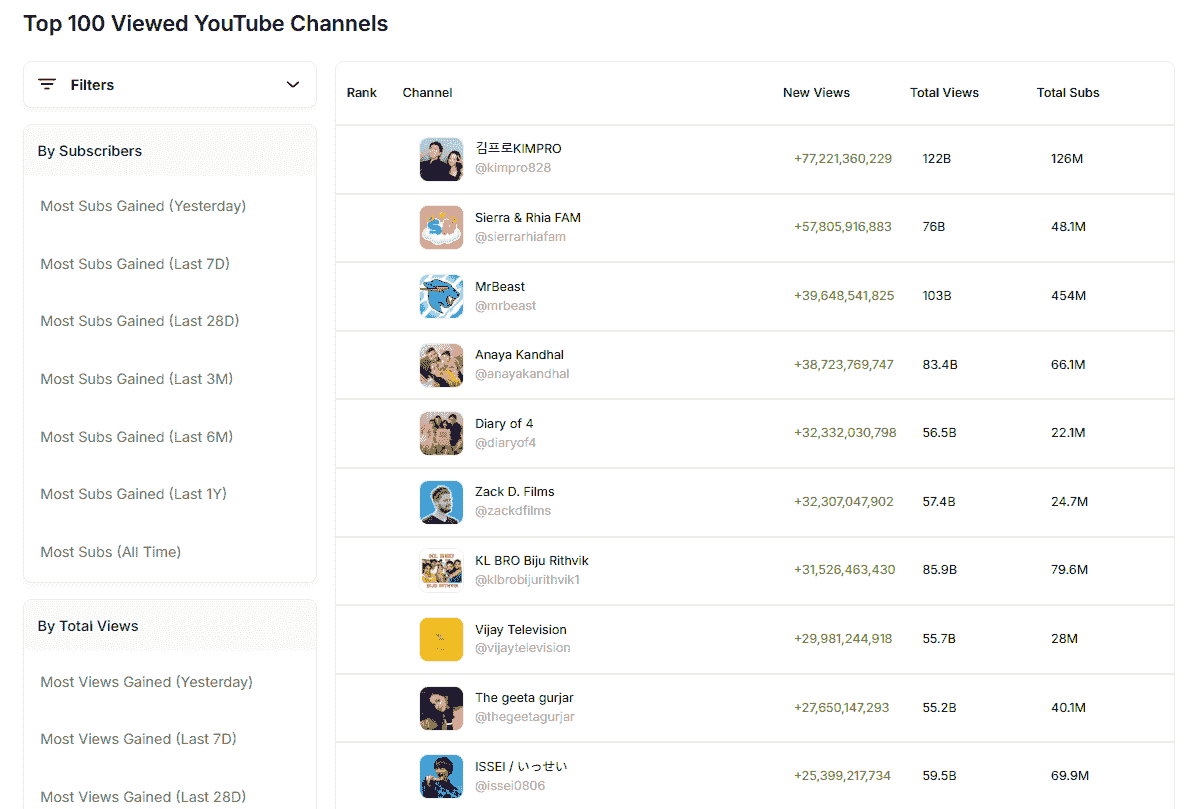 Top 100 Viewed YouTube Channels
Filters
By Subscribers
Most Subs Gained (Yesterday)
Most Subs Gained (Last 7D)
Most Subs Gained (Last 28D)
Most Subs Gained (Last 3M)
Most Subs Gained (Last 6M)
Most Subs Gained (Last 1Y)
Most Subs (All Time)
By Total Views
Most Views Gained (Yesterday)
Most Views Gained (Last 7D)
Most Views Gained (Last 28D)
Rank Channel New Views Total Views Total Subs
김프로KIMPRO +77,221,360,229 122B 126M
@kimpro828
Sierra & Rhia FAM +57,805,916,883 76B 48.1M
@sierrarhiafam
MrBeast +39,648,541,825 103B 454M
@mrbeast
Anaya Kandhal +38,723,769,747 83.4B 66.1M
@anayakandhal
Diary of 4 +32,332,030,798 56.5B 22.1M
@diaryof4
Zack D. Films +32,307,047,902 57.4B 24.7M
@zackdfilms
KL BRO Biju Rithvik +31,526,463,430 85.9B 79.6M
@klbrobijurithvik1
KL BRO
BIJU RITHVIK
Vijay Television +29,981,244,918 55.7B 28M
@vijaytelevision
The geeta gurjar +27,650,147,293 55.2B 40.1M
@thegeetagurjar
ISSEI / いっせい +25,399,217,734 59.5B 69.9M
@issei0806